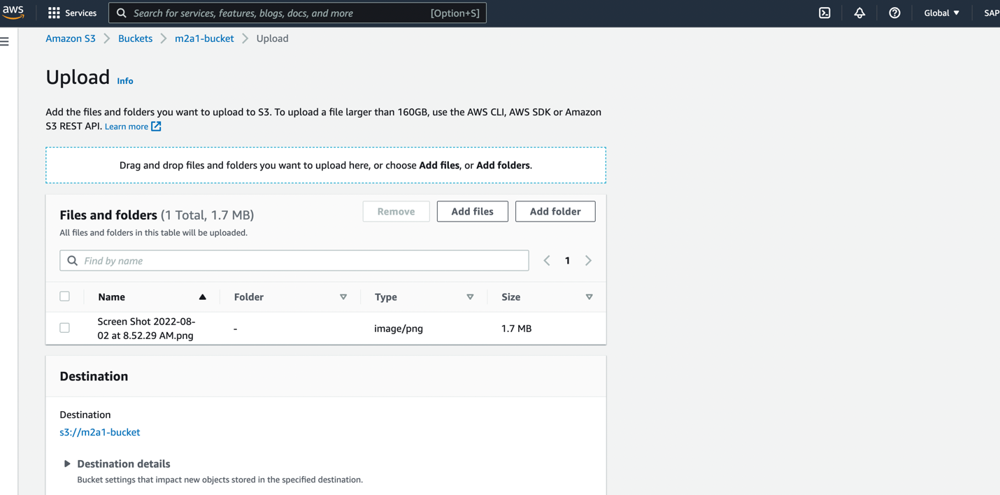 aws
Services
Search for services, features, blogs, docs, and more
[Option+S]
Global
SAP
Amazon S3
Buckets
m2a1-bucket
Upload
Upload
Info
Add the files and folders you want to upload to S3. To upload a file larger than 160GB, use the AWS CLI, AWS SDK or Amazon
S3 REST API. Learn more
Drag and drop files and folders you want to upload here, or choose Add files, or Add folders.
Files and folders (1 Total, 1.7 MB)
Remove
Add files
Add folder
All files and folders in this table will be uploaded.
Find by name
1
Name
Folder
Type
Size
Screen Shot 2022-08-
02 at 8.52.29 AM.png
-
image/png
1.7 MB
Destination
Destination
s3://m2a1-bucket
Destination details
Bucket settings that impact new objects stored in the specified destination.